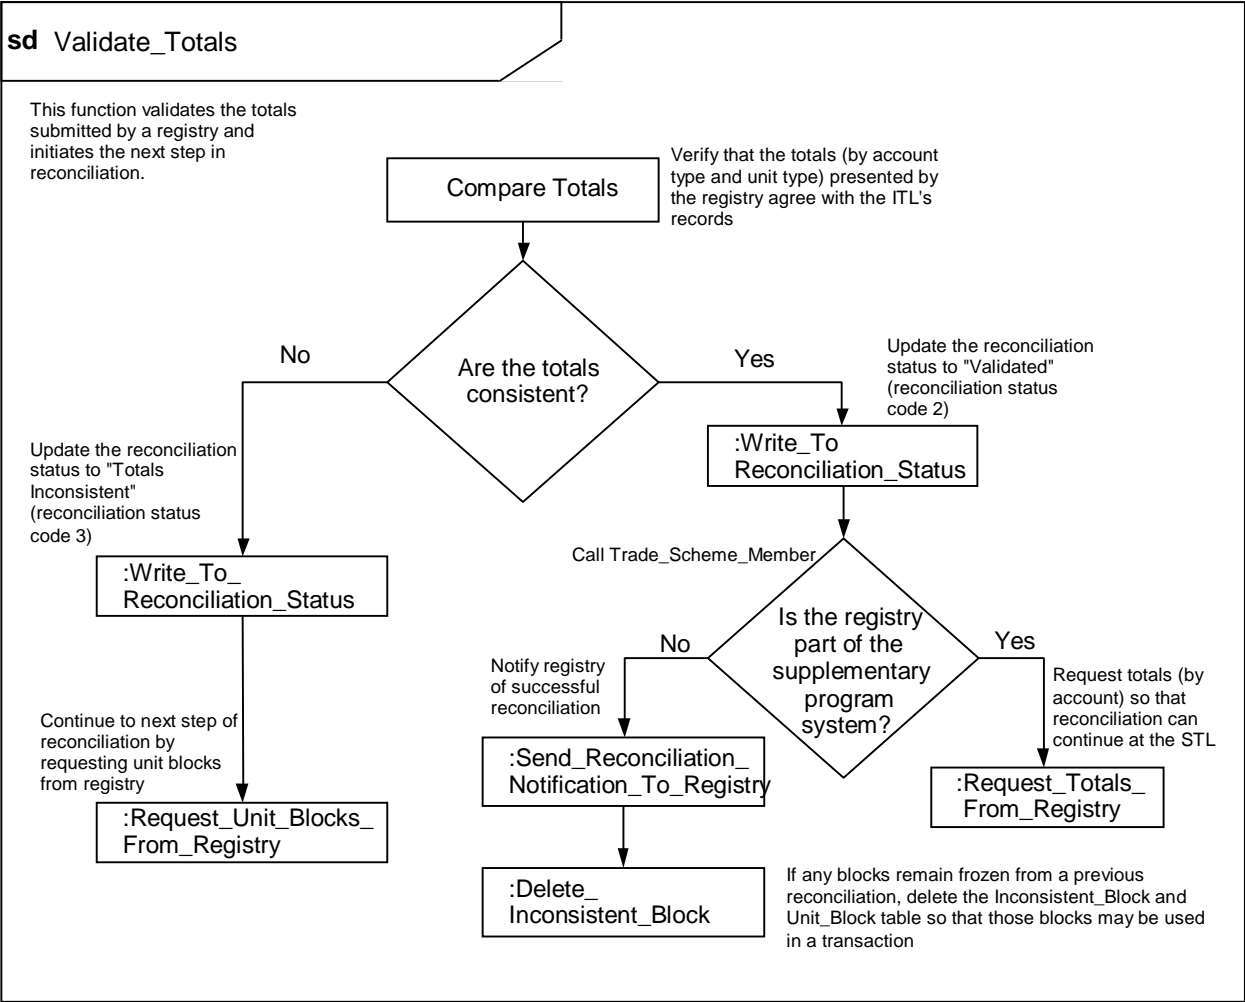 sd Validate_Totals
This function validates the totals
submitted by a registry and
initiates the next step in
reconciliation.
Compare Totals
Verify that the totals (by account
type and unit type) presented by
the registry agree with the ITL's
records
Are the totals
consistent?
No
Yes
Update the reconciliation
status to "Validated"
(reconciliation status
code 2)
Update the reconciliation
status to "Totals
Inconsistent"
(reconciliation status
code 3)
:Write_To
Reconciliation_Status
:Write_To_
Reconciliation_Status
Call Trade_Scheme_Member
Is the registry
part of the
supplementary
program
system?
No
Yes
Notify registry
of successful
reconciliation
Request totals (by
account) so that
reconciliation can
continue at the STL
Continue to next step of
reconciliation by
requesting unit blocks
from registry
:Send_Reconciliation_
Notification_To_Registry
:Request_Totals_
From_Registry
:Request_Unit_Blocks_
From_Registry
:Delete_
Inconsistent_Block
If any blocks remain frozen from a previous
reconciliation, delete the Inconsistent_Block and
Unit_Block table so that those blocks may be used
in a transaction